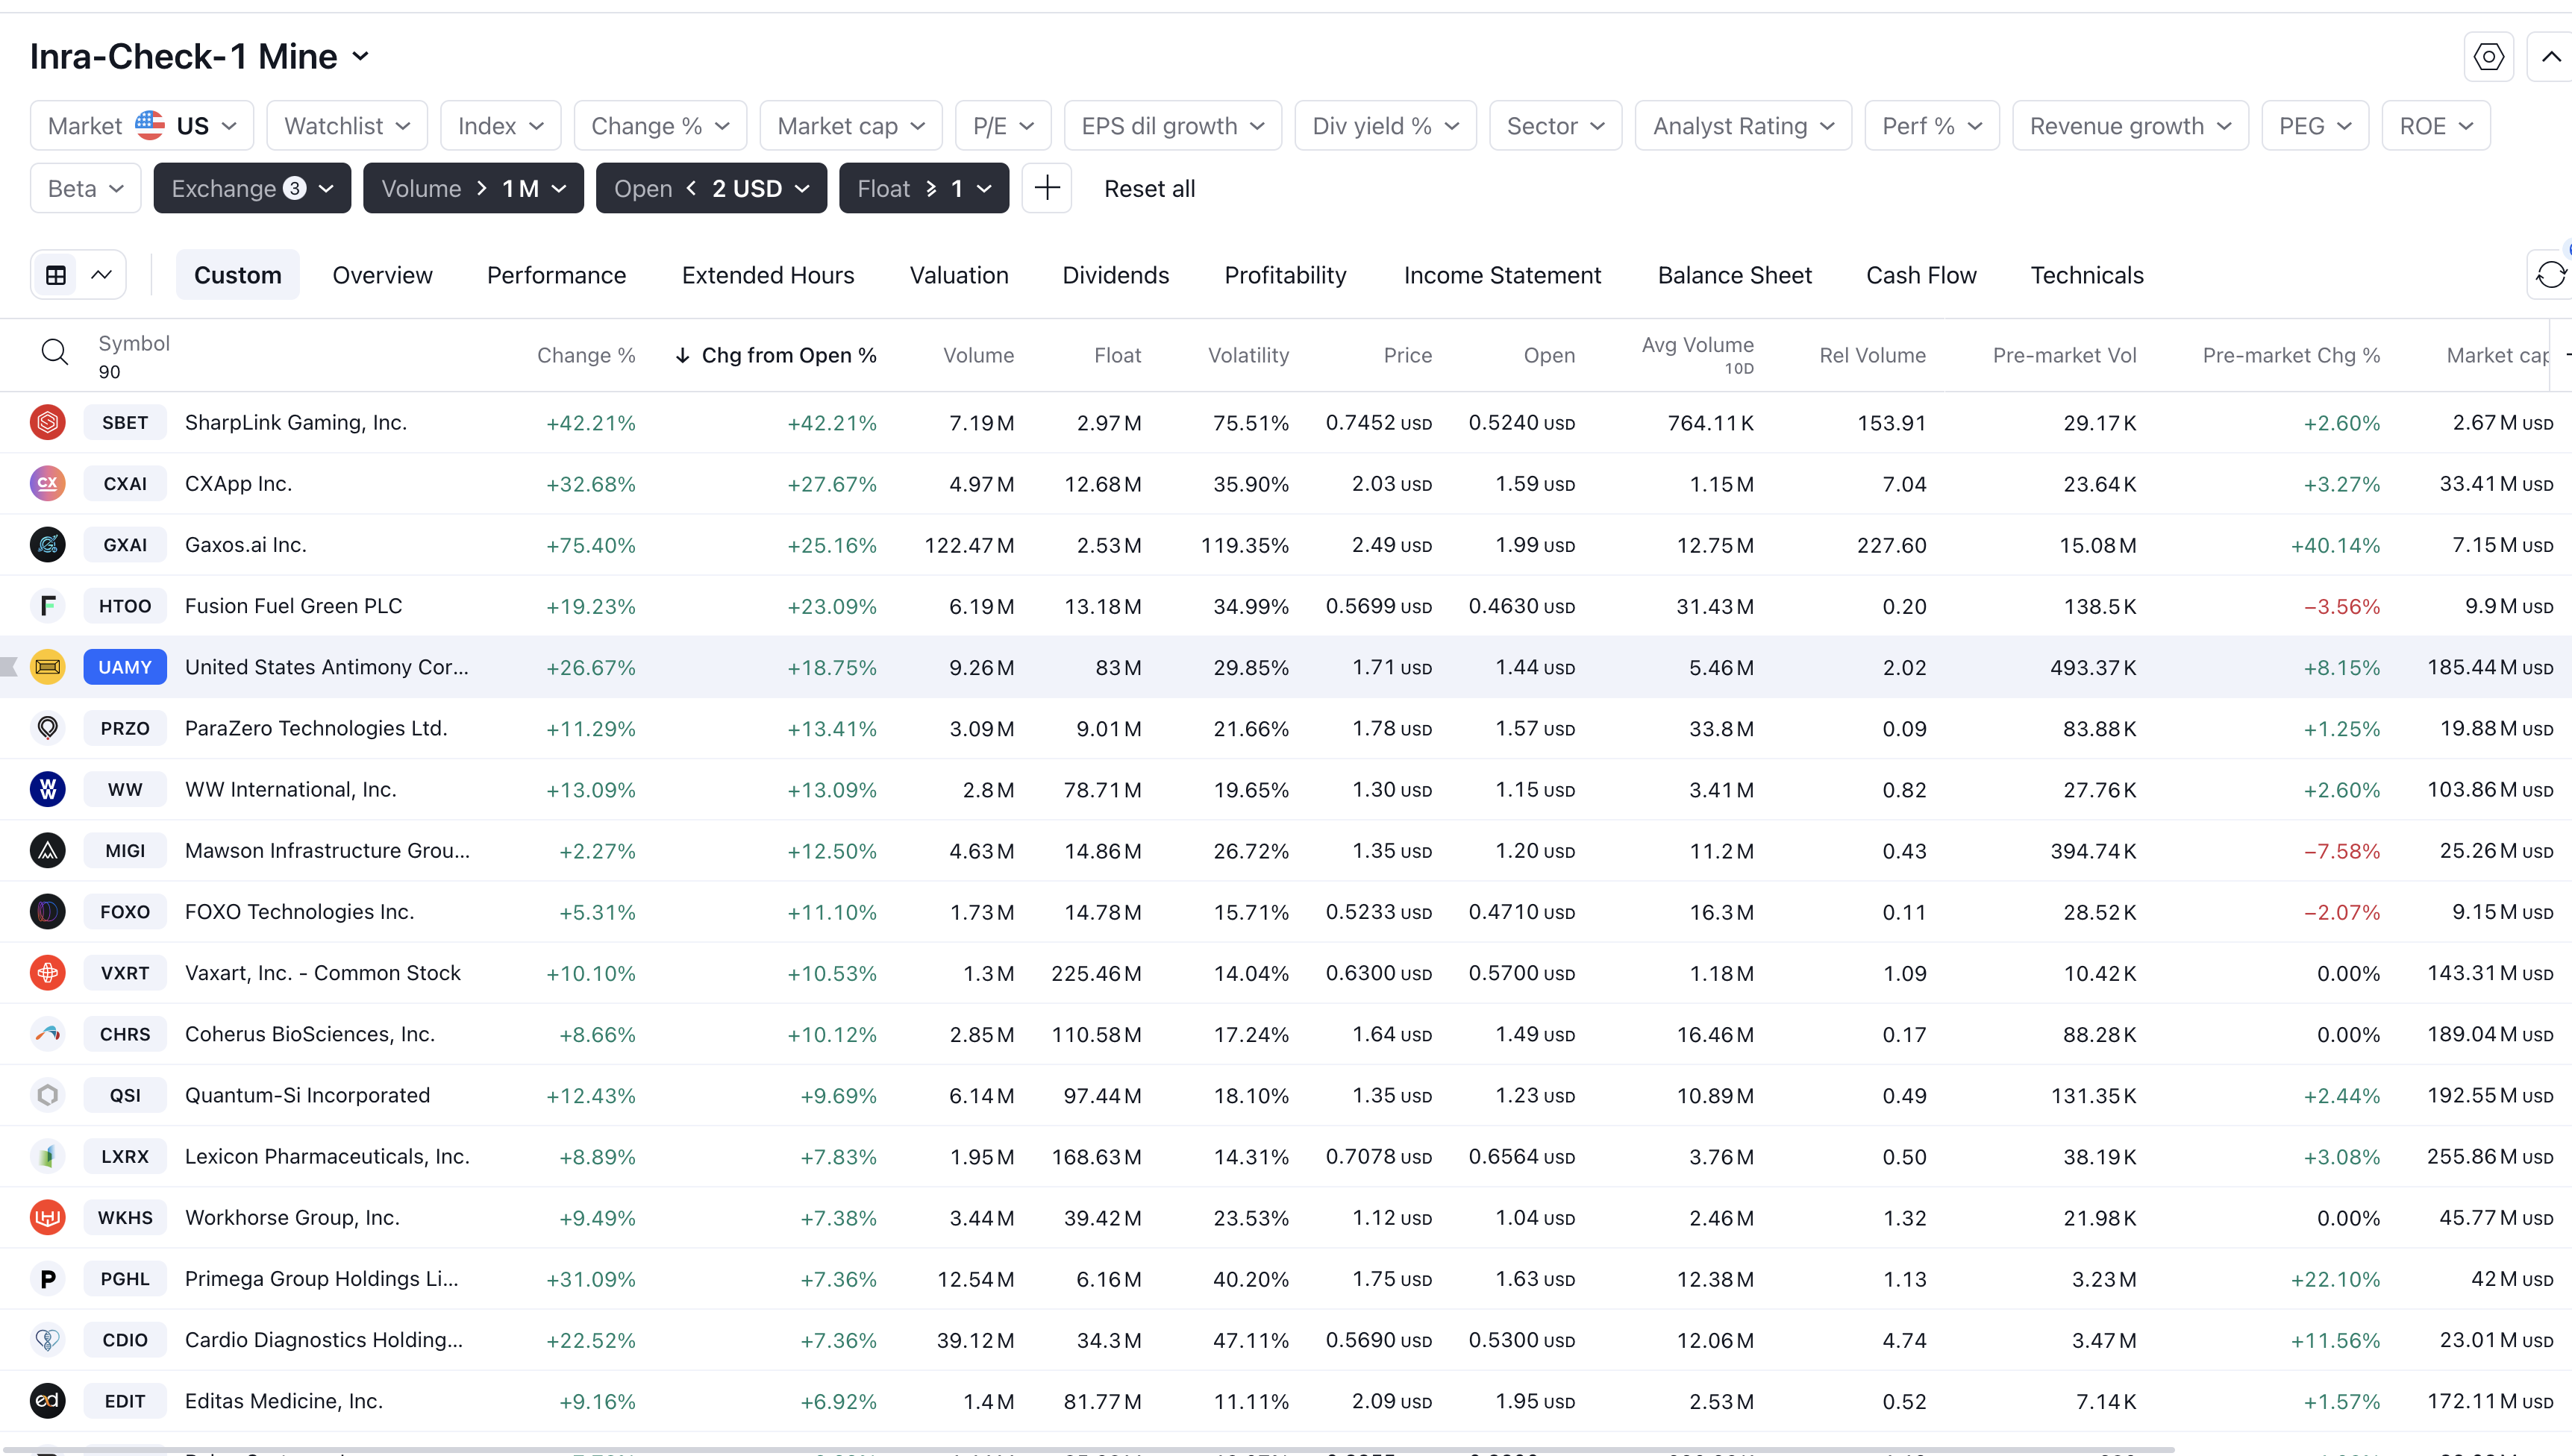 Inra-Check-1 Mine
Market US Watchlist Index Change % Market cap P/E EPS dil growth Div yield % Sector Analyst Rating Perf % Revenue growth PEG ROE
Beta Exchange 3 Volume > 1 M Open < 2 USD Float ≥ 1 Reset all
Custom Overview Performance Extended Hours Valuation Dividends Profitability Income Statement Balance Sheet Cash Flow Technicals
Symbol 90 Change % ↓ Chg from Open % Volume Float Volatility Price Open Avg Volume 10D Rel Volume Pre-market Vol Pre-market Chg % Market cap
SBET SharpLink Gaming, Inc. +42.21% +42.21% 7.19 M 2.97 M 75.51% 0.7452 USD 0.5240 USD 764.11 K 153.91 29.17 K +2.60% 2.67 M USD
CX CXAI CXApp Inc. +32.68% +27.67% 4.97 M 12.68 M 35.90% 2.03 USD 1.59 USD 1.15 M 7.04 23.64 K +3.27% 33.41 M USD
GXAI Gaxos.ai Inc. +75.40% +25.16% 122.47 M 2.53 M 119.35% 2.49 USD 1.99 USD 12.75 M 227.60 15.08 M +40.14% 7.15 M USD
HTOO Fusion Fuel Green PLC +19.23% +23.09% 6.19 M 13.18 M 34.99% 0.5699 USD 0.4630 USD 31.43 M 0.20 138.5 K −3.56% 9.9 M USD
UAMY United States Antimony Cor... +26.67% +18.75% 9.26 M 83 M 29.85% 1.71 USD 1.44 USD 5.46 M 2.02 493.37 K +8.15% 185.44 M USD
PRZO ParaZero Technologies Ltd. +11.29% +13.41% 3.09 M 9.01 M 21.66% 1.78 USD 1.57 USD 33.8 M 0.09 83.88 K +1.25% 19.88 M USD
WW WW International, Inc. +13.09% +13.09% 2.8 M 78.71 M 19.65% 1.30 USD 1.15 USD 3.41 M 0.82 27.76 K +2.60% 103.86 M USD
MIGI Mawson Infrastructure Grou... +2.27% +12.50% 4.63 M 14.86 M 26.72% 1.35 USD 1.20 USD 11.2 M 0.43 394.74 K −7.58% 25.26 M USD
FOXO FOXO Technologies Inc. +5.31% +11.10% 1.73 M 14.78 M 15.71% 0.5233 USD 0.4710 USD 16.3 M 0.11 28.52 K −2.07% 9.15 M USD
VXRT Vaxart, Inc. - Common Stock +10.10% +10.53% 1.3 M 225.46 M 14.04% 0.6300 USD 0.5700 USD 1.18 M 1.09 10.42 K 0.00% 143.31 M USD
CHRS Coherus BioSciences, Inc. +8.66% +10.12% 2.85 M 110.58 M 17.24% 1.64 USD 1.49 USD 16.46 M 0.17 88.28 K 0.00% 189.04 M USD
QSI Quantum-Si Incorporated +12.43% +9.69% 6.14 M 97.44 M 18.10% 1.35 USD 1.23 USD 10.89 M 0.49 131.35 K +2.44% 192.55 M USD
LXRX Lexicon Pharmaceuticals, Inc. +8.89% +7.83% 1.95 M 168.63 M 14.31% 0.7078 USD 0.6564 USD 3.76 M 0.50 38.19 K +3.08% 255.86 M USD
WKHS Workhorse Group, Inc. +9.49% +7.38% 3.44 M 39.42 M 23.53% 1.12 USD 1.04 USD 2.46 M 1.32 21.98 K 0.00% 45.77 M USD
P PGHL Primega Group Holdings Li... +31.09% +7.36% 12.54 M 6.16 M 40.20% 1.75 USD 1.63 USD 12.38 M 1.13 3.23 M +22.10% 42 M USD
CDIO Cardio Diagnostics Holding... +22.52% +7.36% 39.12 M 34.3 M 47.11% 0.5690 USD 0.5300 USD 12.06 M 4.74 3.47 M +11.56% 23.01 M USD
ed EDIT Editas Medicine, Inc. +9.16% +6.92% 1.4 M 81.77 M 11.11% 2.09 USD 1.95 USD 2.53 M 0.52 7.14 K +1.57% 172.11 M USD